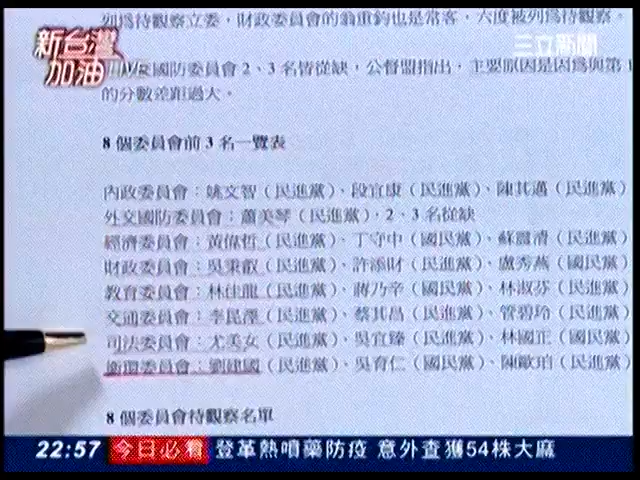 列為待觀察立委，財政委員會的翁重鈞也是常客，六度被列為待觀察。
新台灣
加油
三立新聞
國防委員會2、3名皆從缺，公督盟指出，主要原因是因為與第1
的分數差距過大。
8個委員會前3名一覽表
內政委員會：姚文智（民進黨）、段宜康（民進黨）、陳其邁（民進黨）
外交國防委員會：蕭美琴（民進黨），2、3名從缺
經濟委員會：黃偉哲（民進黨）、丁守中（國民黨）、蘇震清（民進黨）
財政委員會：吳秉叡（民進黨）、許添財（民進黨）、盧秀燕（國民黨）
教育委員會：林佳龍（民進黨）、蔣乃辛（國民黨）、林淑芬（民進黨）
交通委員會：李昆澤（民進黨）、蔡其昌（民進黨）、管碧玲（民進黨）
司法委員會：尤美女（民進黨）、吳宜臻（民進黨）、林國正（國民黨）
衛環委員會：劉建國（民進黨）、吳育仁（國民黨）、陳歐珀（民進黨）
8個委員會待觀察名單
22:57 今日必看 登革熱噴藥防疫 意外查獲54株大麻